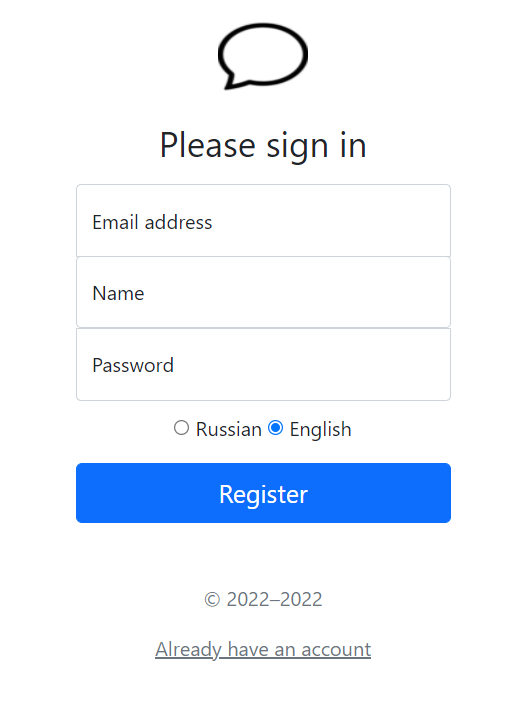 Please sign in
Email address
Name
Password
Russian English
Register
© 2022–2022
Already have an account